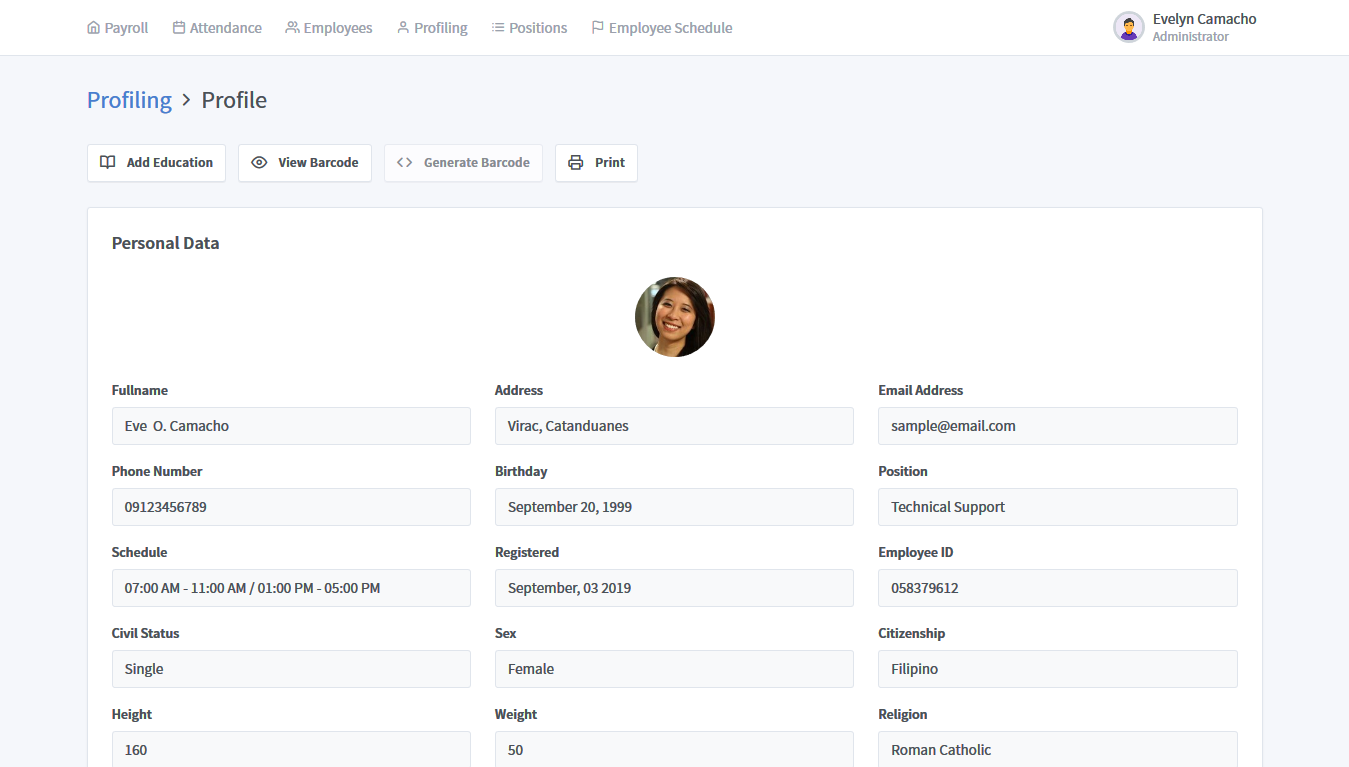 Payroll Attendance Employees Profiling Positions Employee Schedule
Evelyn Camacho
Administrator
Profiling > Profile
Add Education View Barcode Generate Barcode Print
Personal Data
Fullname Address Email Address
Eve O. Camacho Virac, Catanduanes sample@email.com
Phone Number Birthday Position
09123456789 September 20, 1999 Technical Support
Schedule Registered Employee ID
07:00 AM - 11:00 AM / 01:00 PM - 05:00 PM September, 03 2019 058379612
Civil Status Sex Citizenship
Single Female Filipino
Height Weight Religion
160 50 Roman Catholic